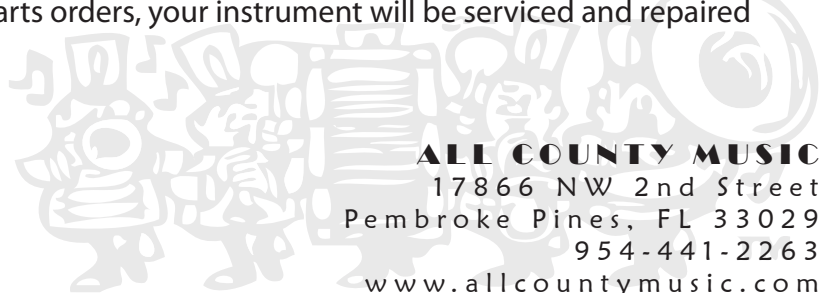 arts orders, your instrument will be serviced and repaired
ALL COUNTY MUSIC
17866 NW 2nd Street
Pembroke Pines, FL 33029
954-441-2263
www.allcountymusic.com